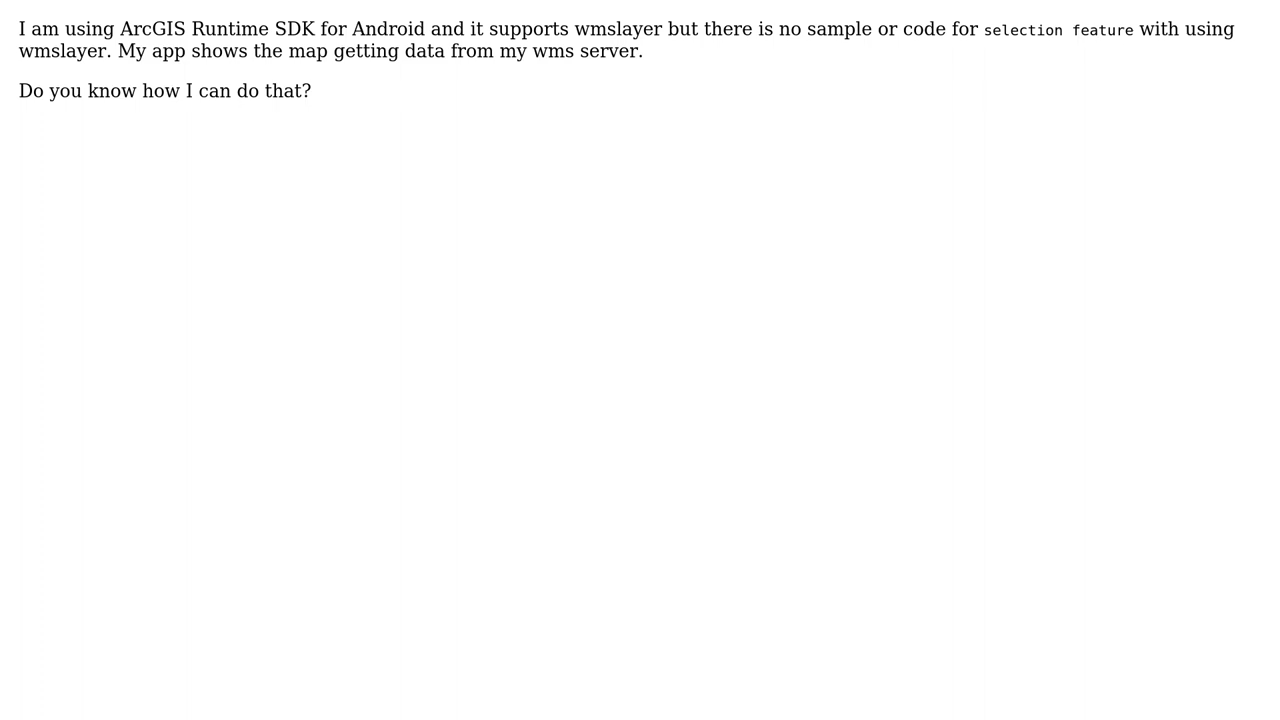 I am using ArcGIS Runtime SDK for Android and it supports wmslayer but there is no sample or code for selection feature with using
wmslayer. My app shows the map getting data from my wms server.
Do you know how I can do that?